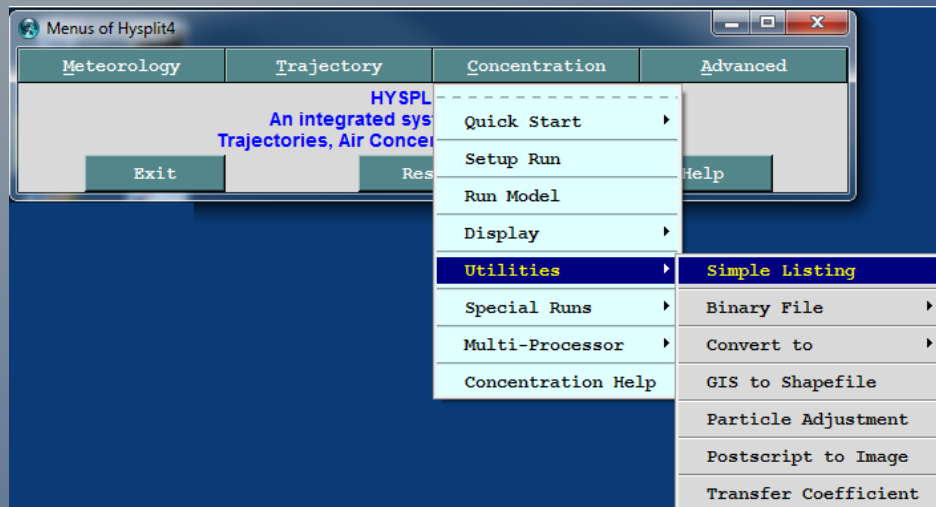 Menus of Hysplit4
Meteorology
Trajectory
Concentration
Advanced
HYSPL
An integrated sys
Trajectories, Air Concer
Exit
Res
Help
Quick Start
Setup Run
Run Model
Display
Utilities
Special Runs
Multi-Processor
Concentration Help
Simple Listing
Binary File
Convert to
GIS to Shapefile
Particle Adjustment
Postscript to Image
Transfer Coefficient